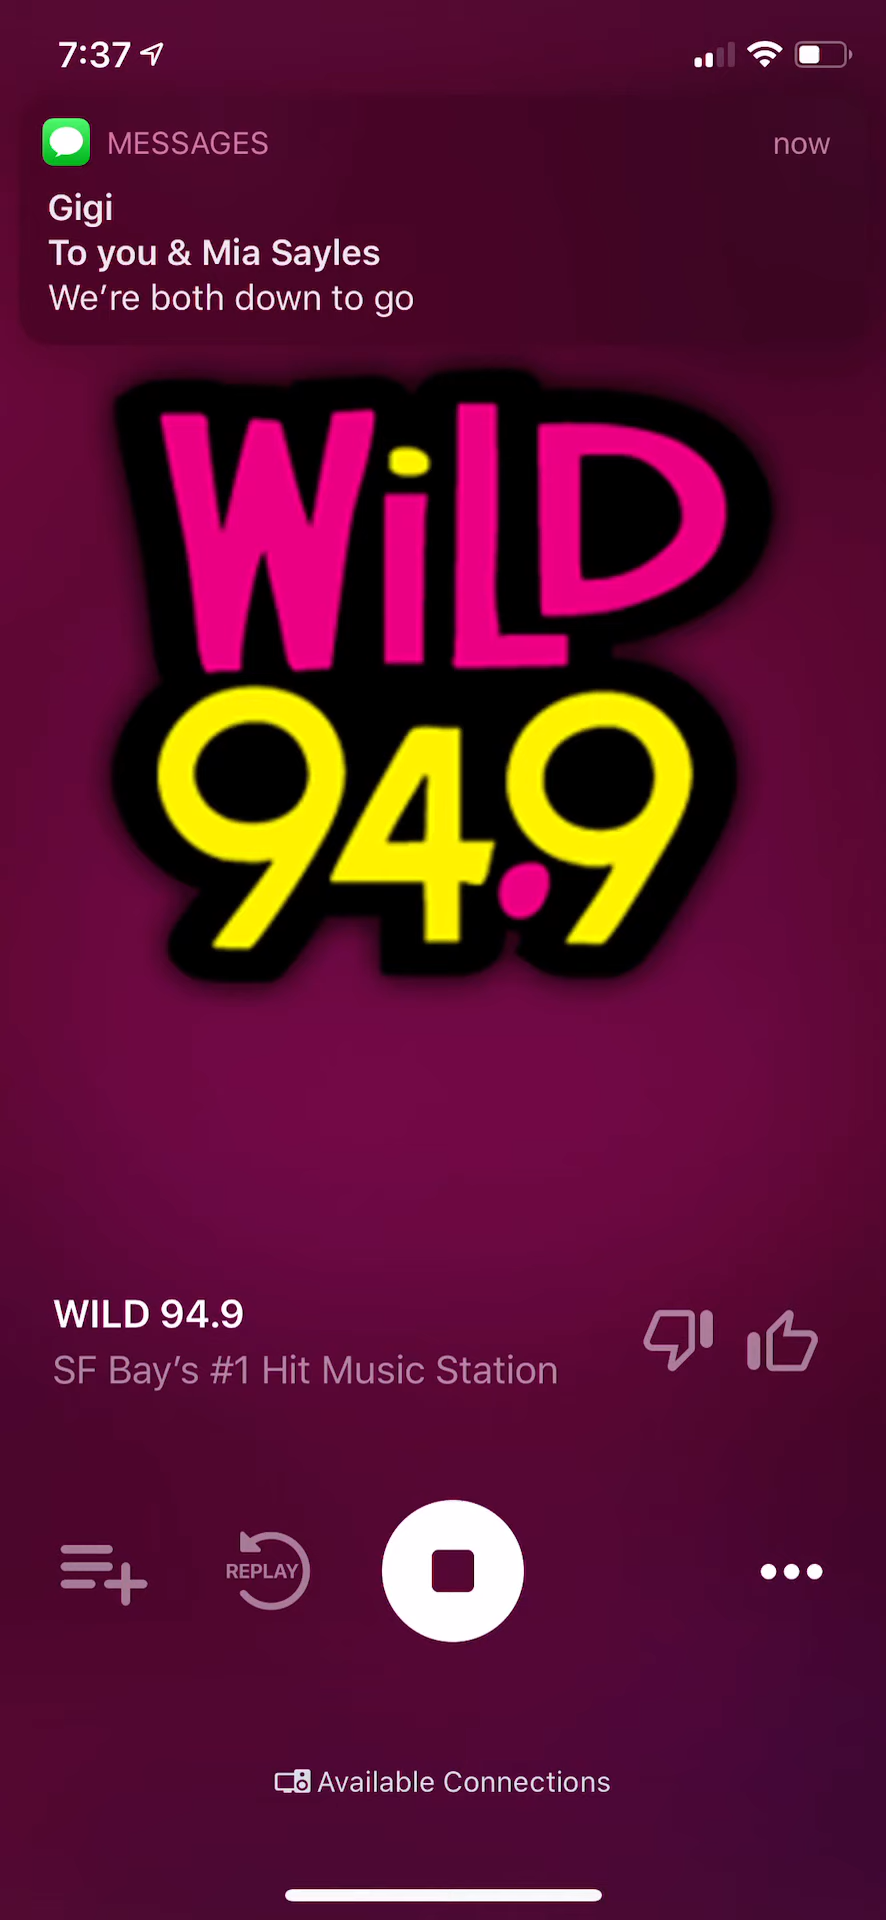 7:37
MESSAGES
now
Gigi
To you & Mia Sayles
We’re both down to go
WiLD
94.9
WILD 94.9
SF Bay’s #1 Hit Music Station
REPLAY
Available Connections